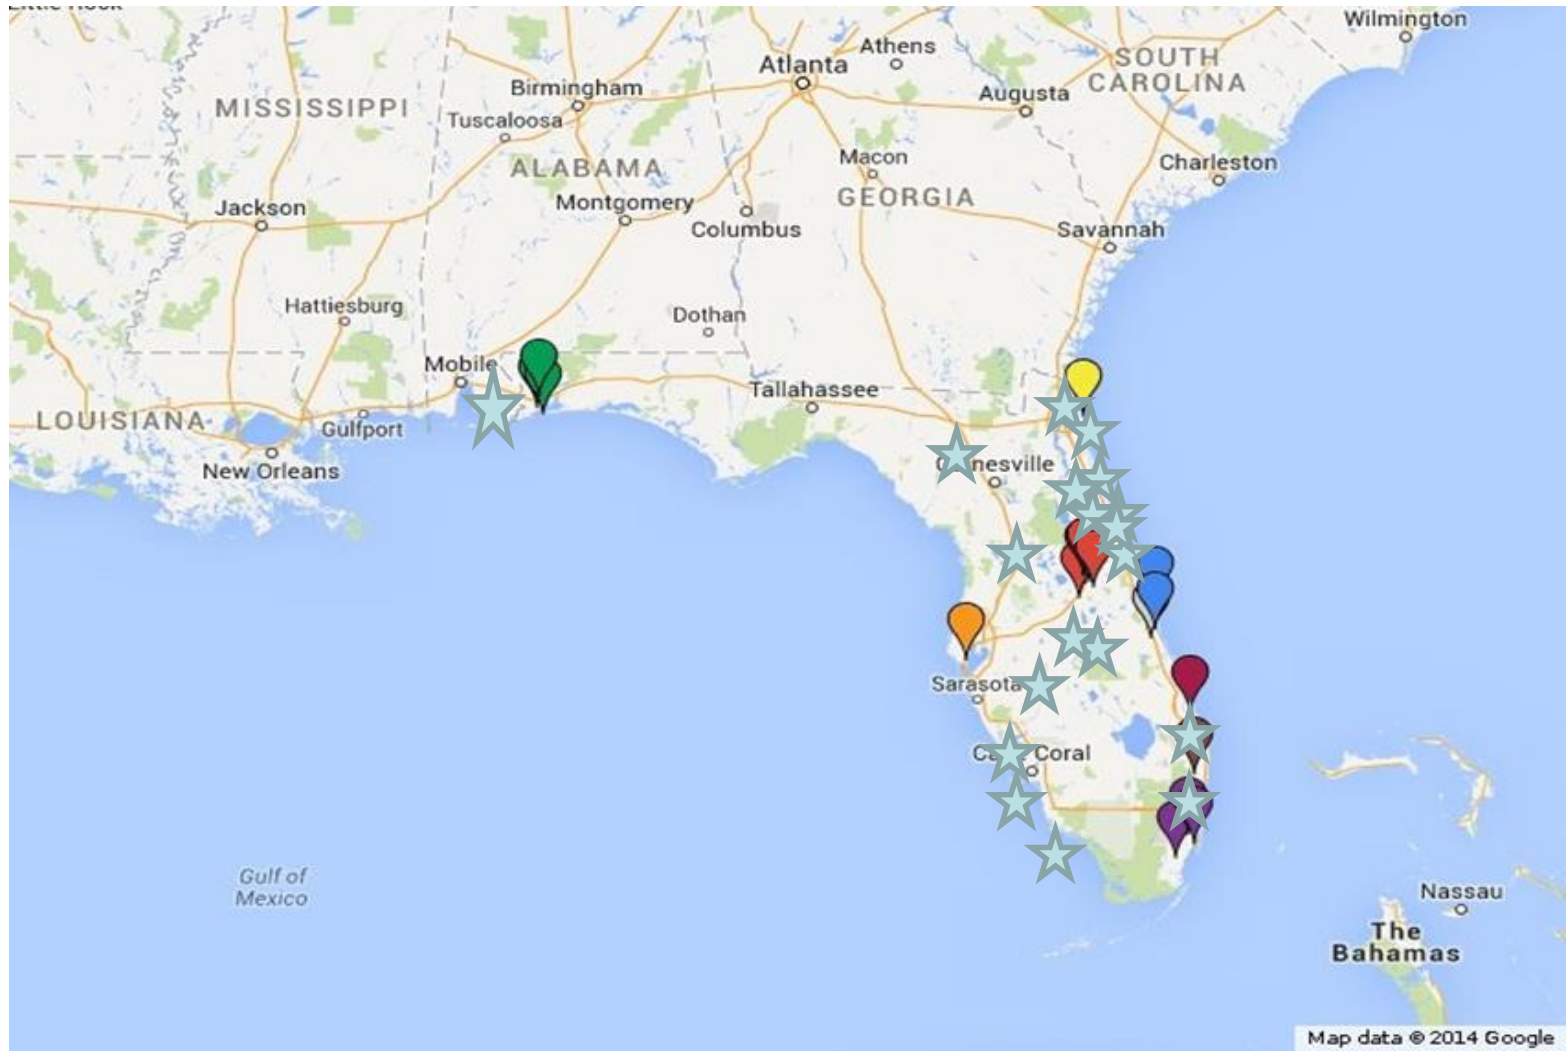 Wilmington
Athens
Atlanta
SOUTH
CAROLINA
Birmingham
Augusta
MISSISSIPPI
Tuscaloosa
ALABAMA
Macon
Charleston
GEORGIA
Jackson
Montgomery
Columbus
Savannah
Hattiesburg
Dothan
Mobile
Tallahassee
LOUISIANA
Gulfport
New Orleans
nesville
Sarasota
Coral
Gulf of
Mexico
Nassau
The
Bahamas
Map data © 2014 Google